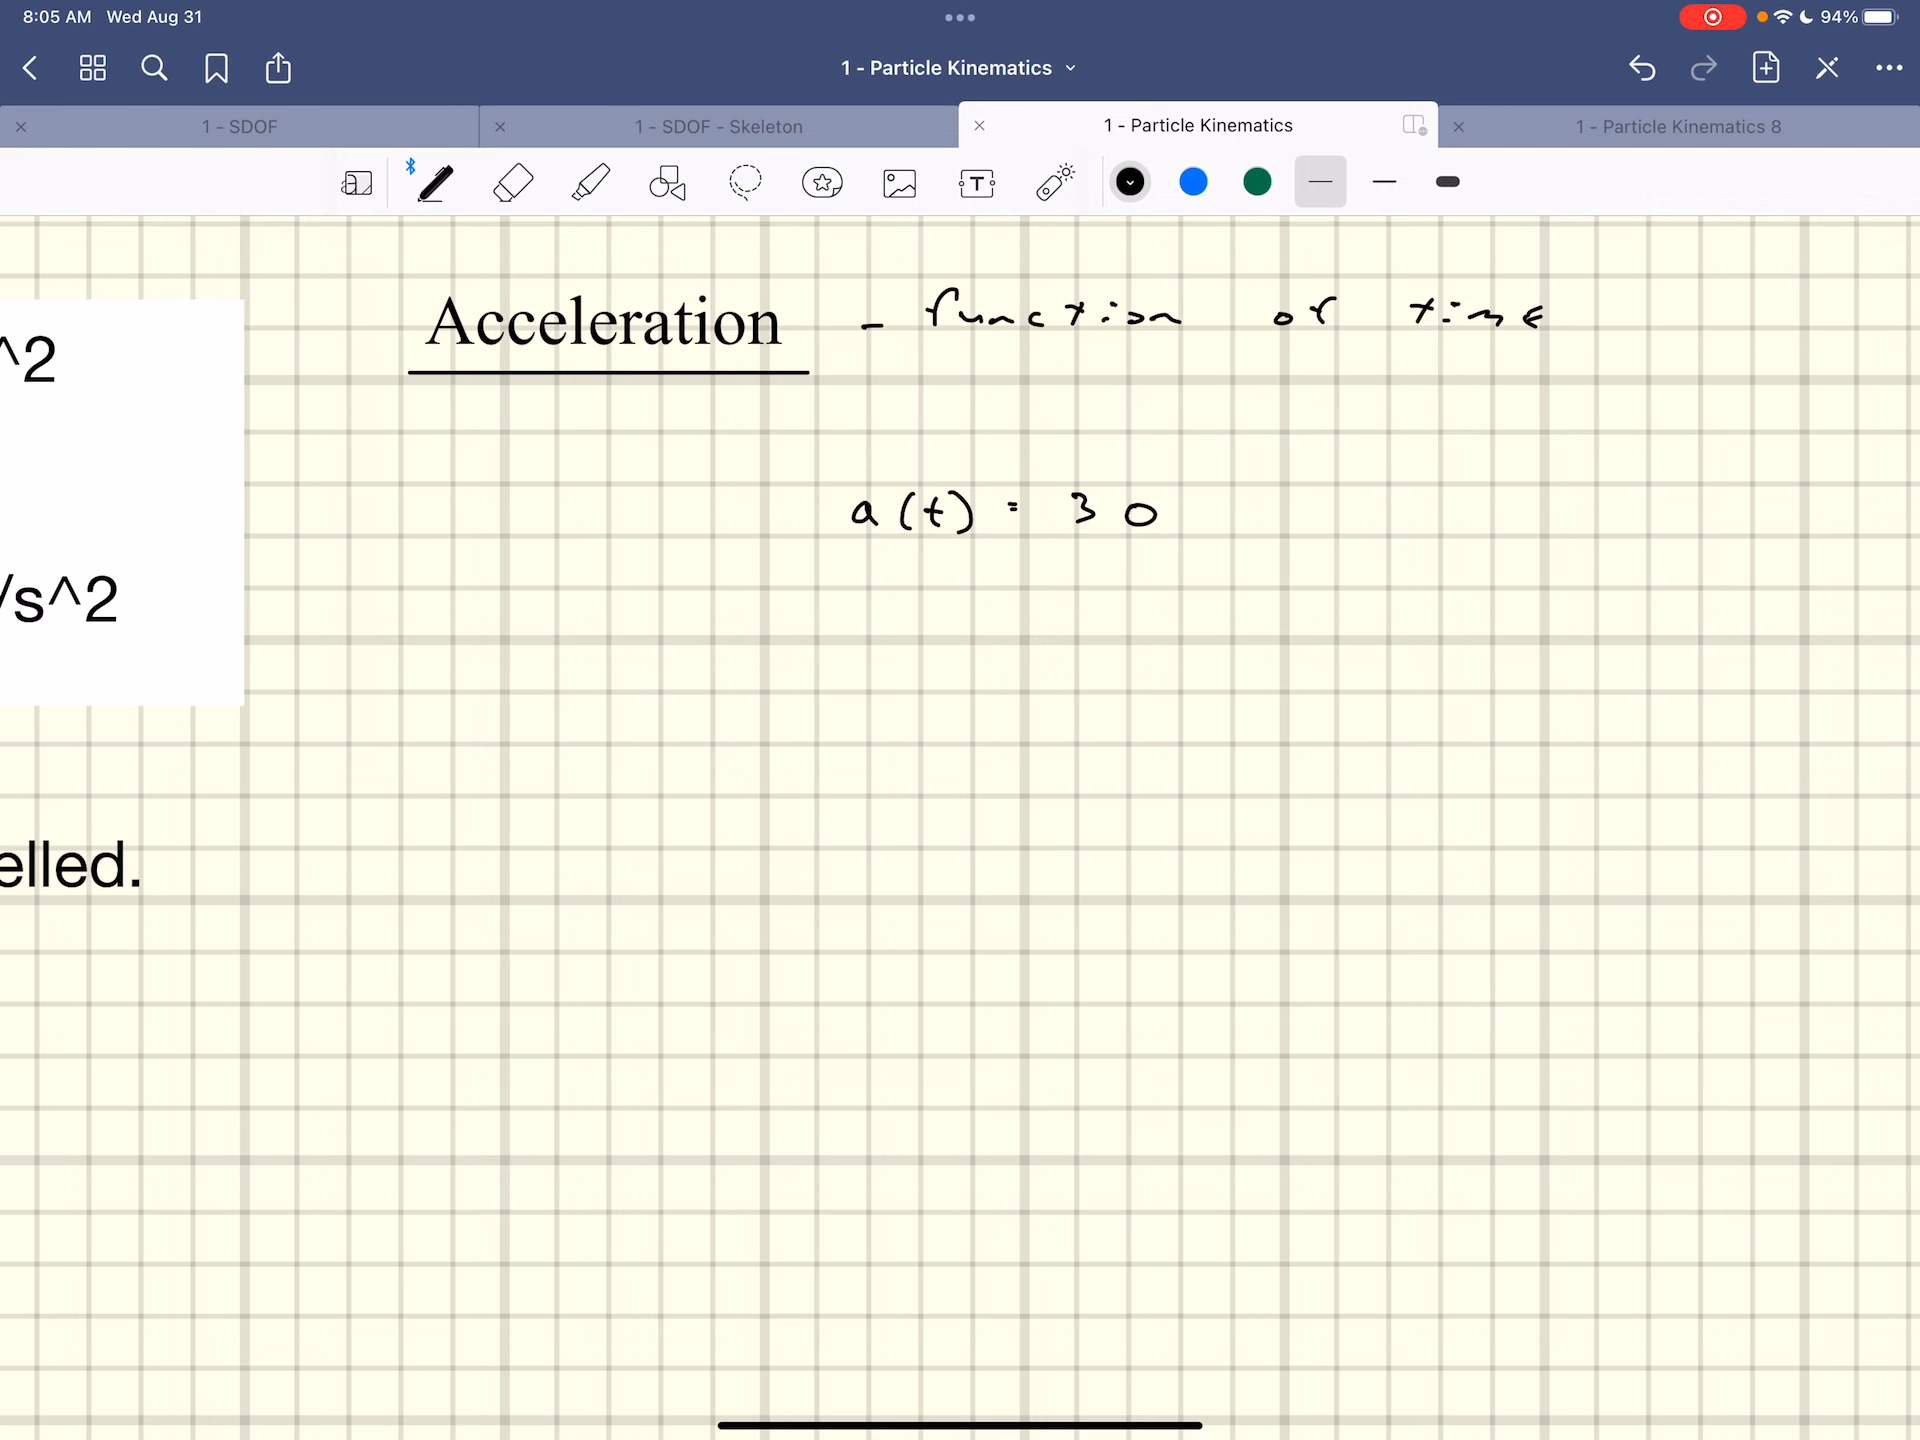 8:05 AM Wed Aug 31
94%
1 - Particle Kinematics
1 - SDOF
1 - SDOF - Skeleton
1 - Particle Kinematics
1 - Particle Kinematics 8
Acceleration - function of time
^2
a(t) = 30
/s^2
elled.